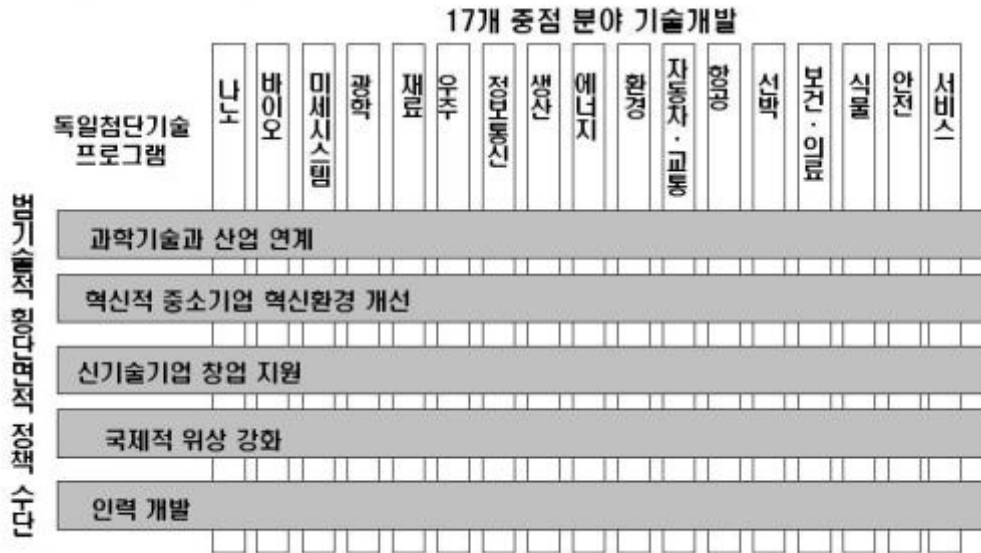 17개 중점 분야 기술개발
독일첨단기술
프로그램
나노
바이오
미세시스템
광학
재료
우주
정보통신
생산
에너지
환경
자동차·교통
항공
선박
보건·의료
식물
안전
서비스
범기술적 횡단면적 정책 수단
과학기술과 산업 연계
혁신적 중소기업 혁신환경 개선
신기술기업 창업 지원
국제적 위상 강화
인력 개발